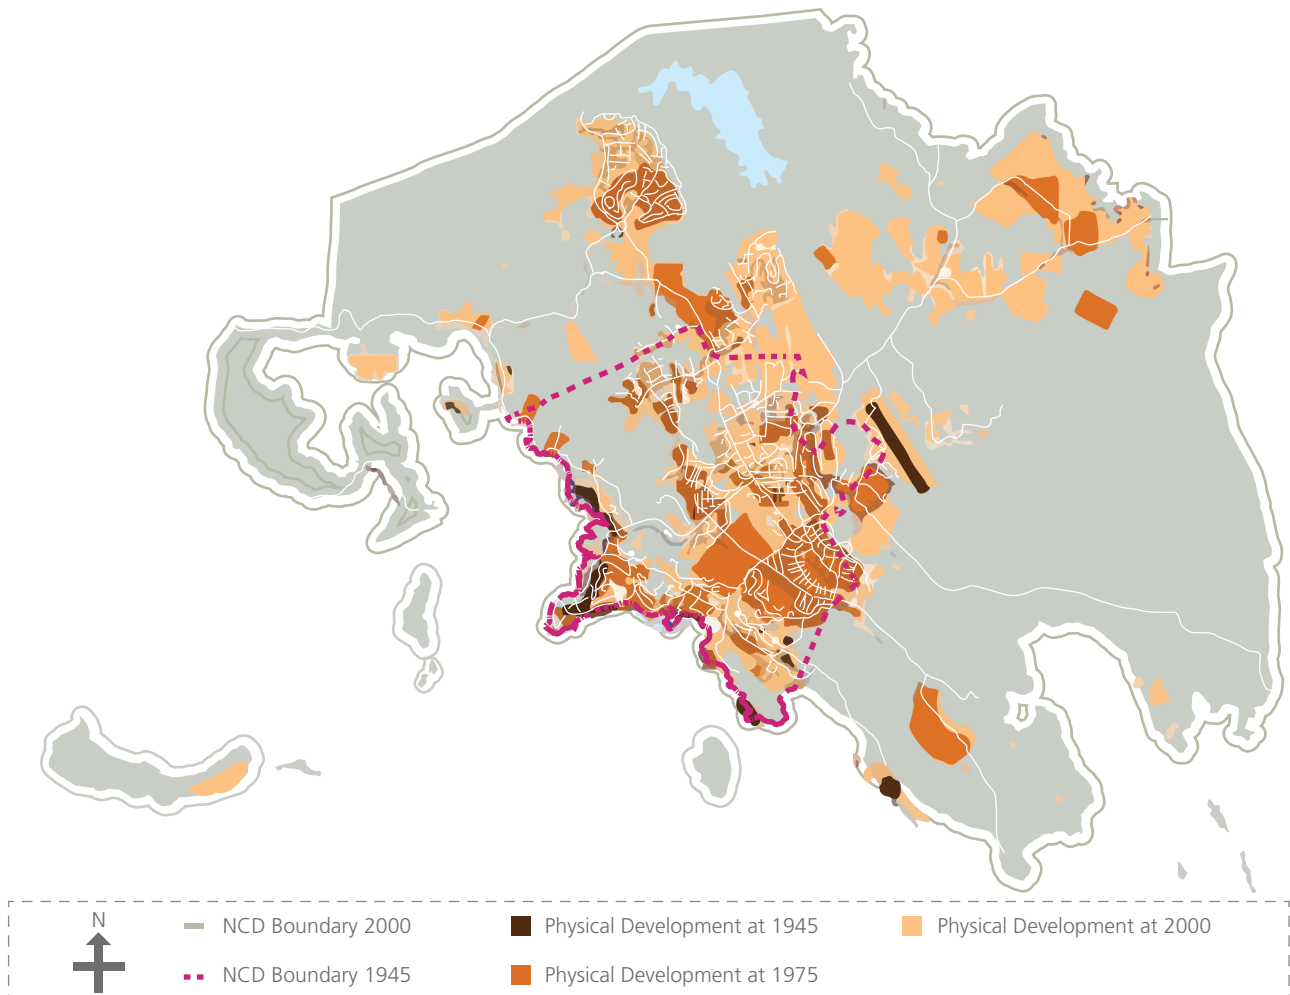 N
NCD Boundary 2000
Physical Development at 1945
Physical Development at 2000
NCD Boundary 1945
Physical Development at 1975